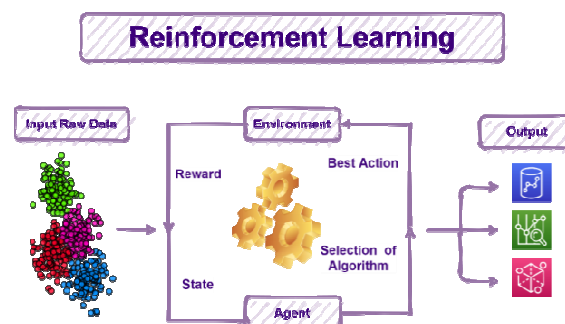 Reinforcement Learning
Input Raw Data
Environment
Output
Reward
Best Action
Selection of
Algorithm
State
Agent